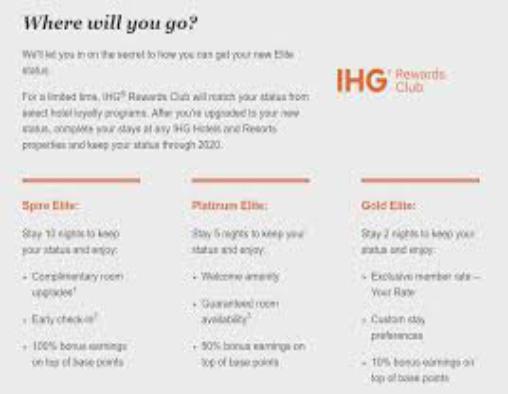 Where will you go?
We'll let you in on the secret to how you can get your new Elite
status.
For a limited time, IHG® Rewards Club will match your status from
select hotel loyalty programs. After you're upgraded to your new
status, complete your stays at any IHG Hotels and Resorts
properties and keep your status through 2020.
IHG® Rewards
Club
Spire Elite:
Stay 10 nights to keep
your status and enjoy:
• Complimentary room
upgrades¹
• Early check-in²
• 100% bonus earnings
on top of base points
Platinum Elite:
Stay 5 nights to keep your
status and enjoy:
• Welcome amenity
• Guaranteed room
availability³
• 50% bonus earnings on
top of base points
Gold Elite:
Stay 2 nights to keep your
status and enjoy:
• Exclusive member rate –
Your Rate
• Custom stay
preferences
• 10% bonus earnings on
top of base points